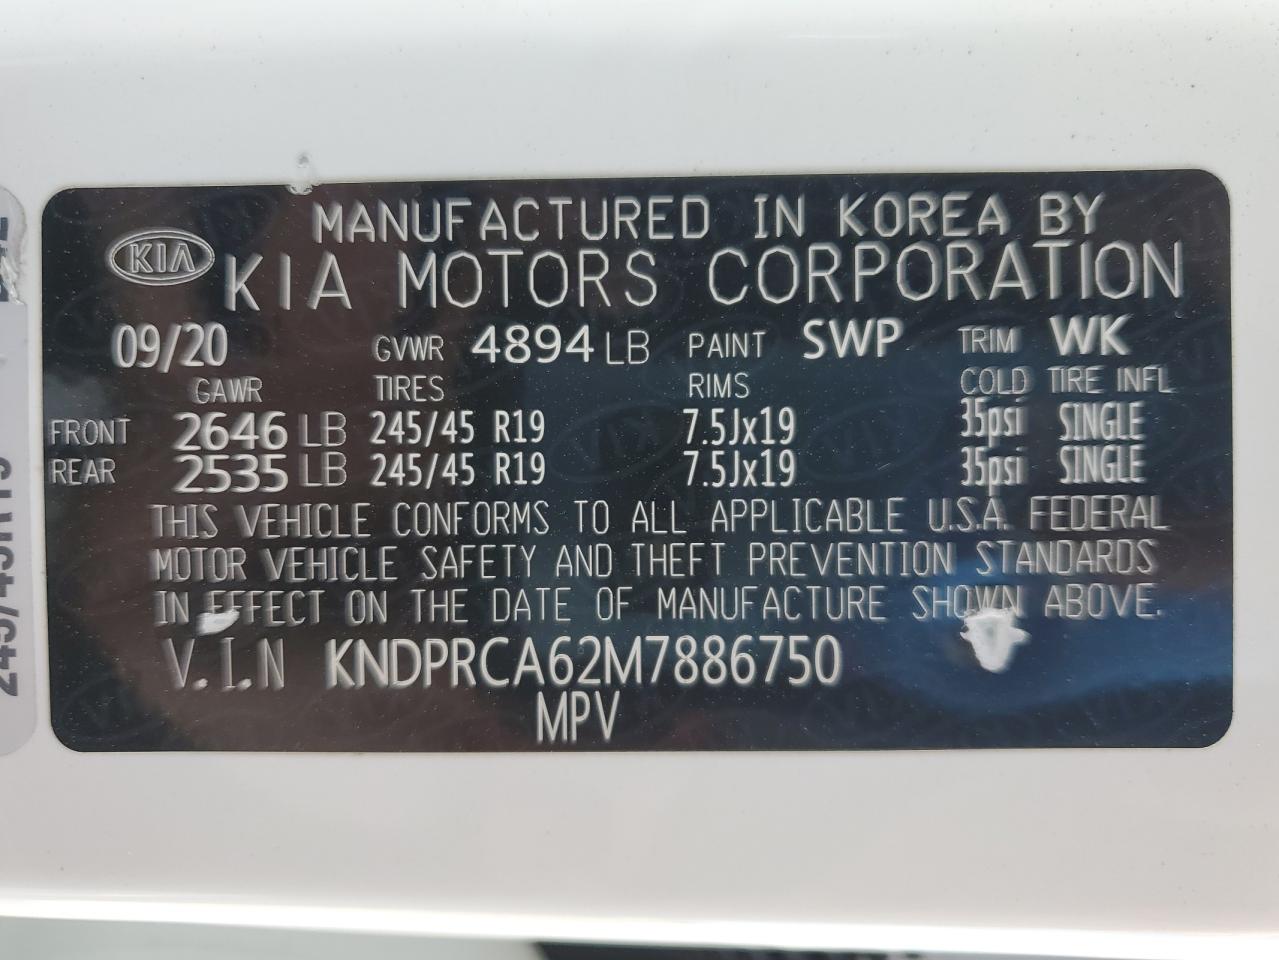 MANUFACTURED IN KOREA BY
KIA KIA MOTORS CORPORATION
09/20 GVWR 4894 LB PAINT SWP TRIM WK
GAWR TIRES RIMS COLD TIRE INFL
FRONT 2646 LB 245/45 R19 7.5Jx19 35psi SINGLE
REAR 2535 LB 245/45 R19 7.5Jx19 35psi SINGLE
THIS VEHICLE CONFORMS TO ALL APPLICABLE U.S.A. FEDERAL
MOTOR VEHICLE SAFETY AND THEFT PREVENTION STANDARDS
IN EFFECT ON THE DATE OF MANUFACTURE SHOWN ABOVE.
V.I.N KNDPRCA62M7886750
MPV
245/45R19